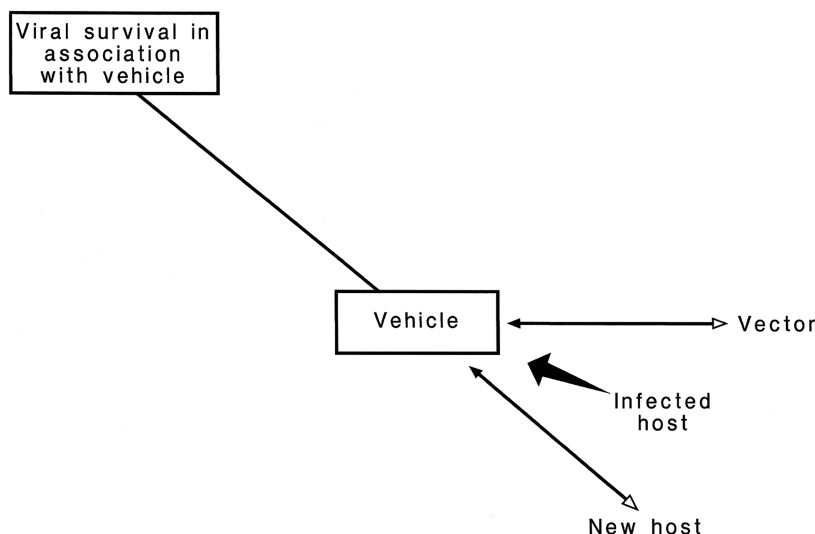 Viral survival in
association
with vehicle
Vehicle
Vector
Infected
host
New host